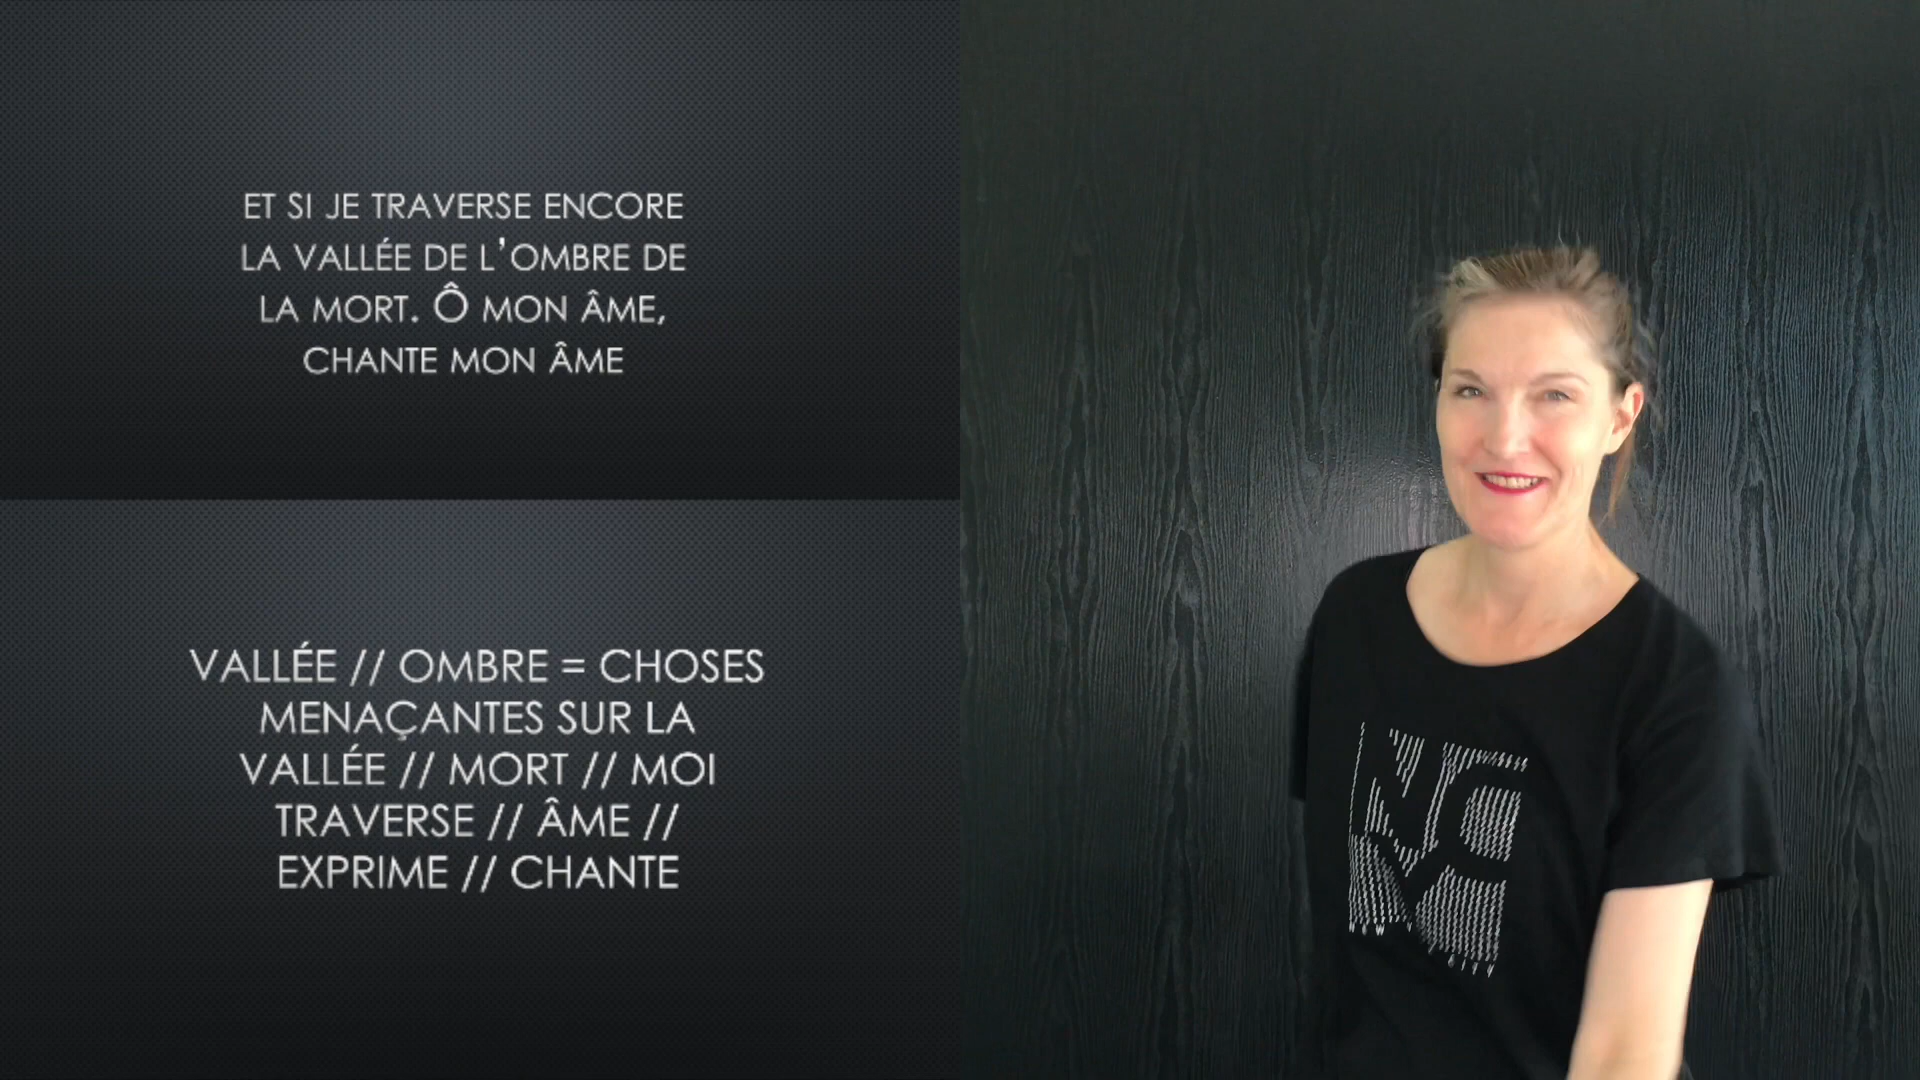 ET SI JE TRAVERSE ENCORE
LA VALLÉE DE L'OMBRE DE
LA MORT. Ô MON ÂME,
CHANTE MON ÂME
VALLÉE // OMBRE = CHOSES
MENAÇANTES SUR LA
VALLÉE // MORT // MOI
TRAVERSE // ÂME //
EXPRIME // CHANTE
NYC